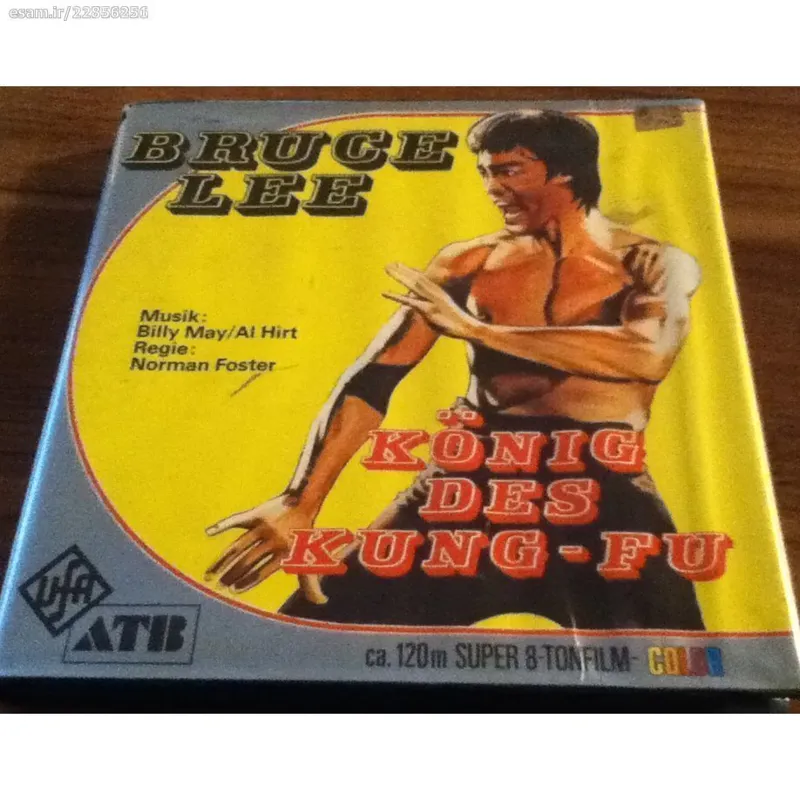 esam.ir/22856256
BRUCE
LEE
Musik:
Billy May/Al Hirt
Regie:
Norman Foster
KÖNIG
DES
KUNG-FU
UFA
ATB
ca. 120m SUPER 8-TONFILM- COLOR